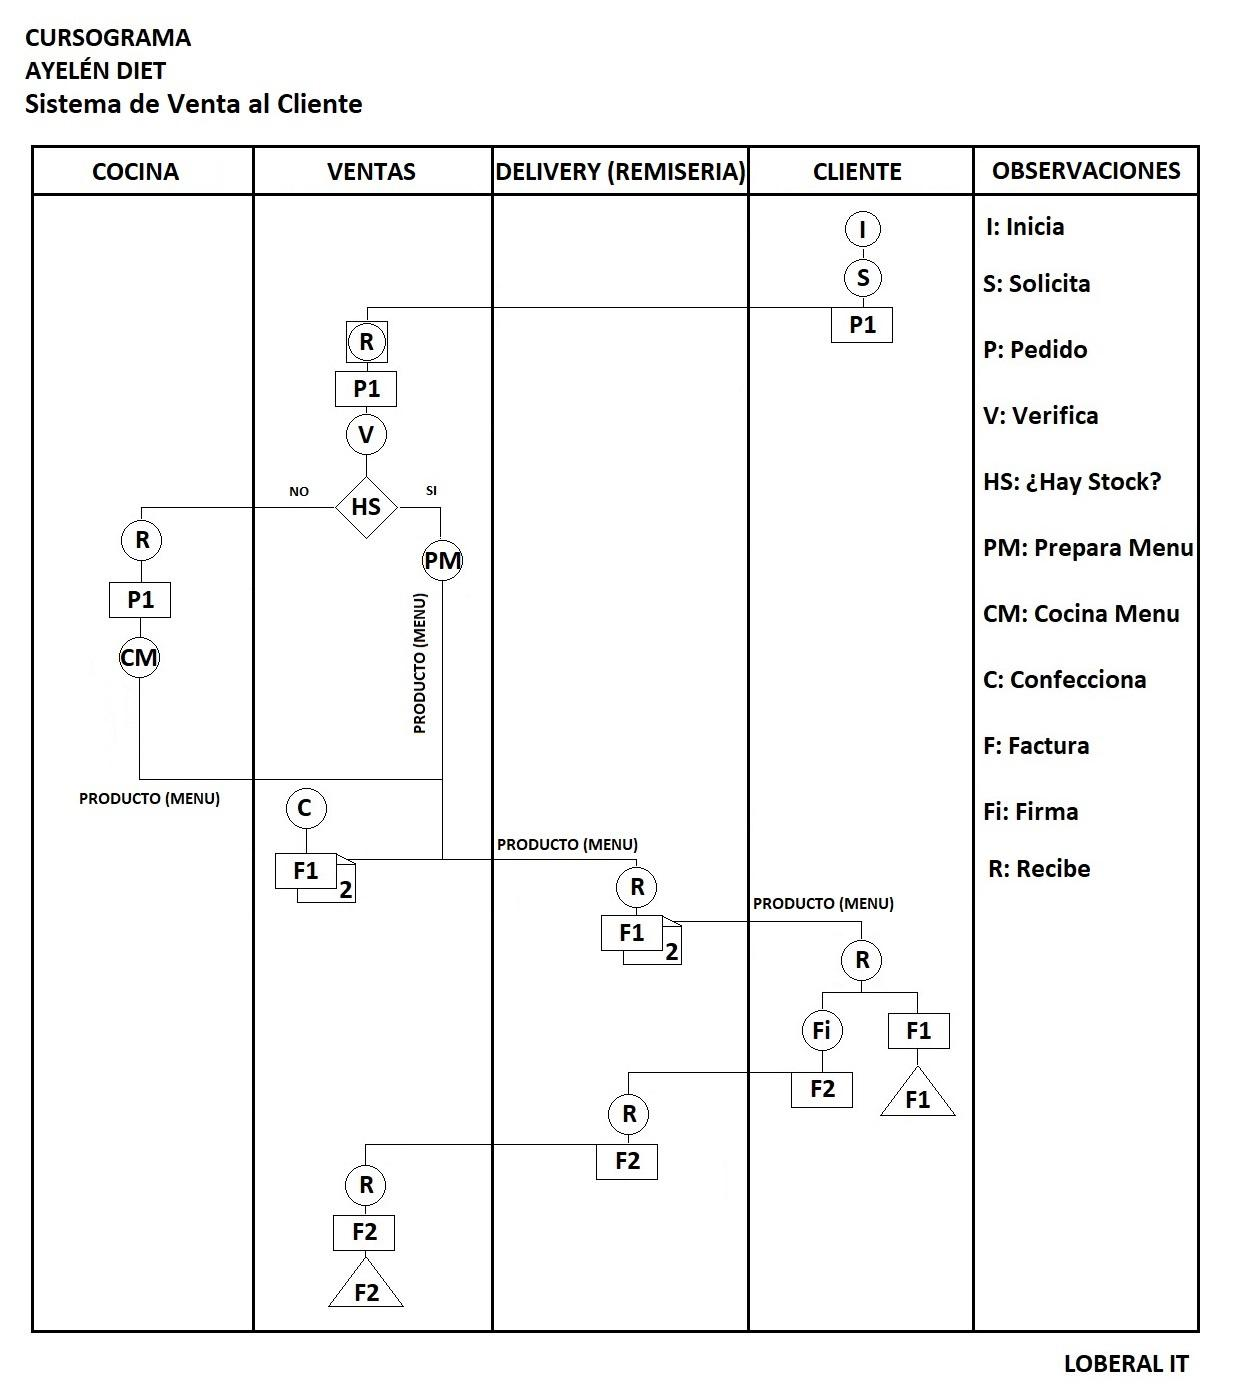 CURSOGRAMA
AYELÉN DIET
Sistema de Venta al Cliente
COCINA VENTAS DELIVERY (REMISERIA) CLIENTE OBSERVACIONES
I
I: Inicia
S
S: Solicita
P1
R
P: Pedido
P1
V
V: Verifica
NO
SI
HS
HS: ¿Hay Stock?
R
PM
PM: Prepara Menu
P1
CM: Cocina Menu
CM
PRODUCTO (MENU)
C: Confecciona
F: Factura
PRODUCTO (MENU)
C
Fi: Firma
PRODUCTO (MENU)
F1
2
R
R: Recibe
PRODUCTO (MENU)
F1
2
R
Fi
F1
F2
F1
R
F2
R
F2
F2
LOBERAL IT